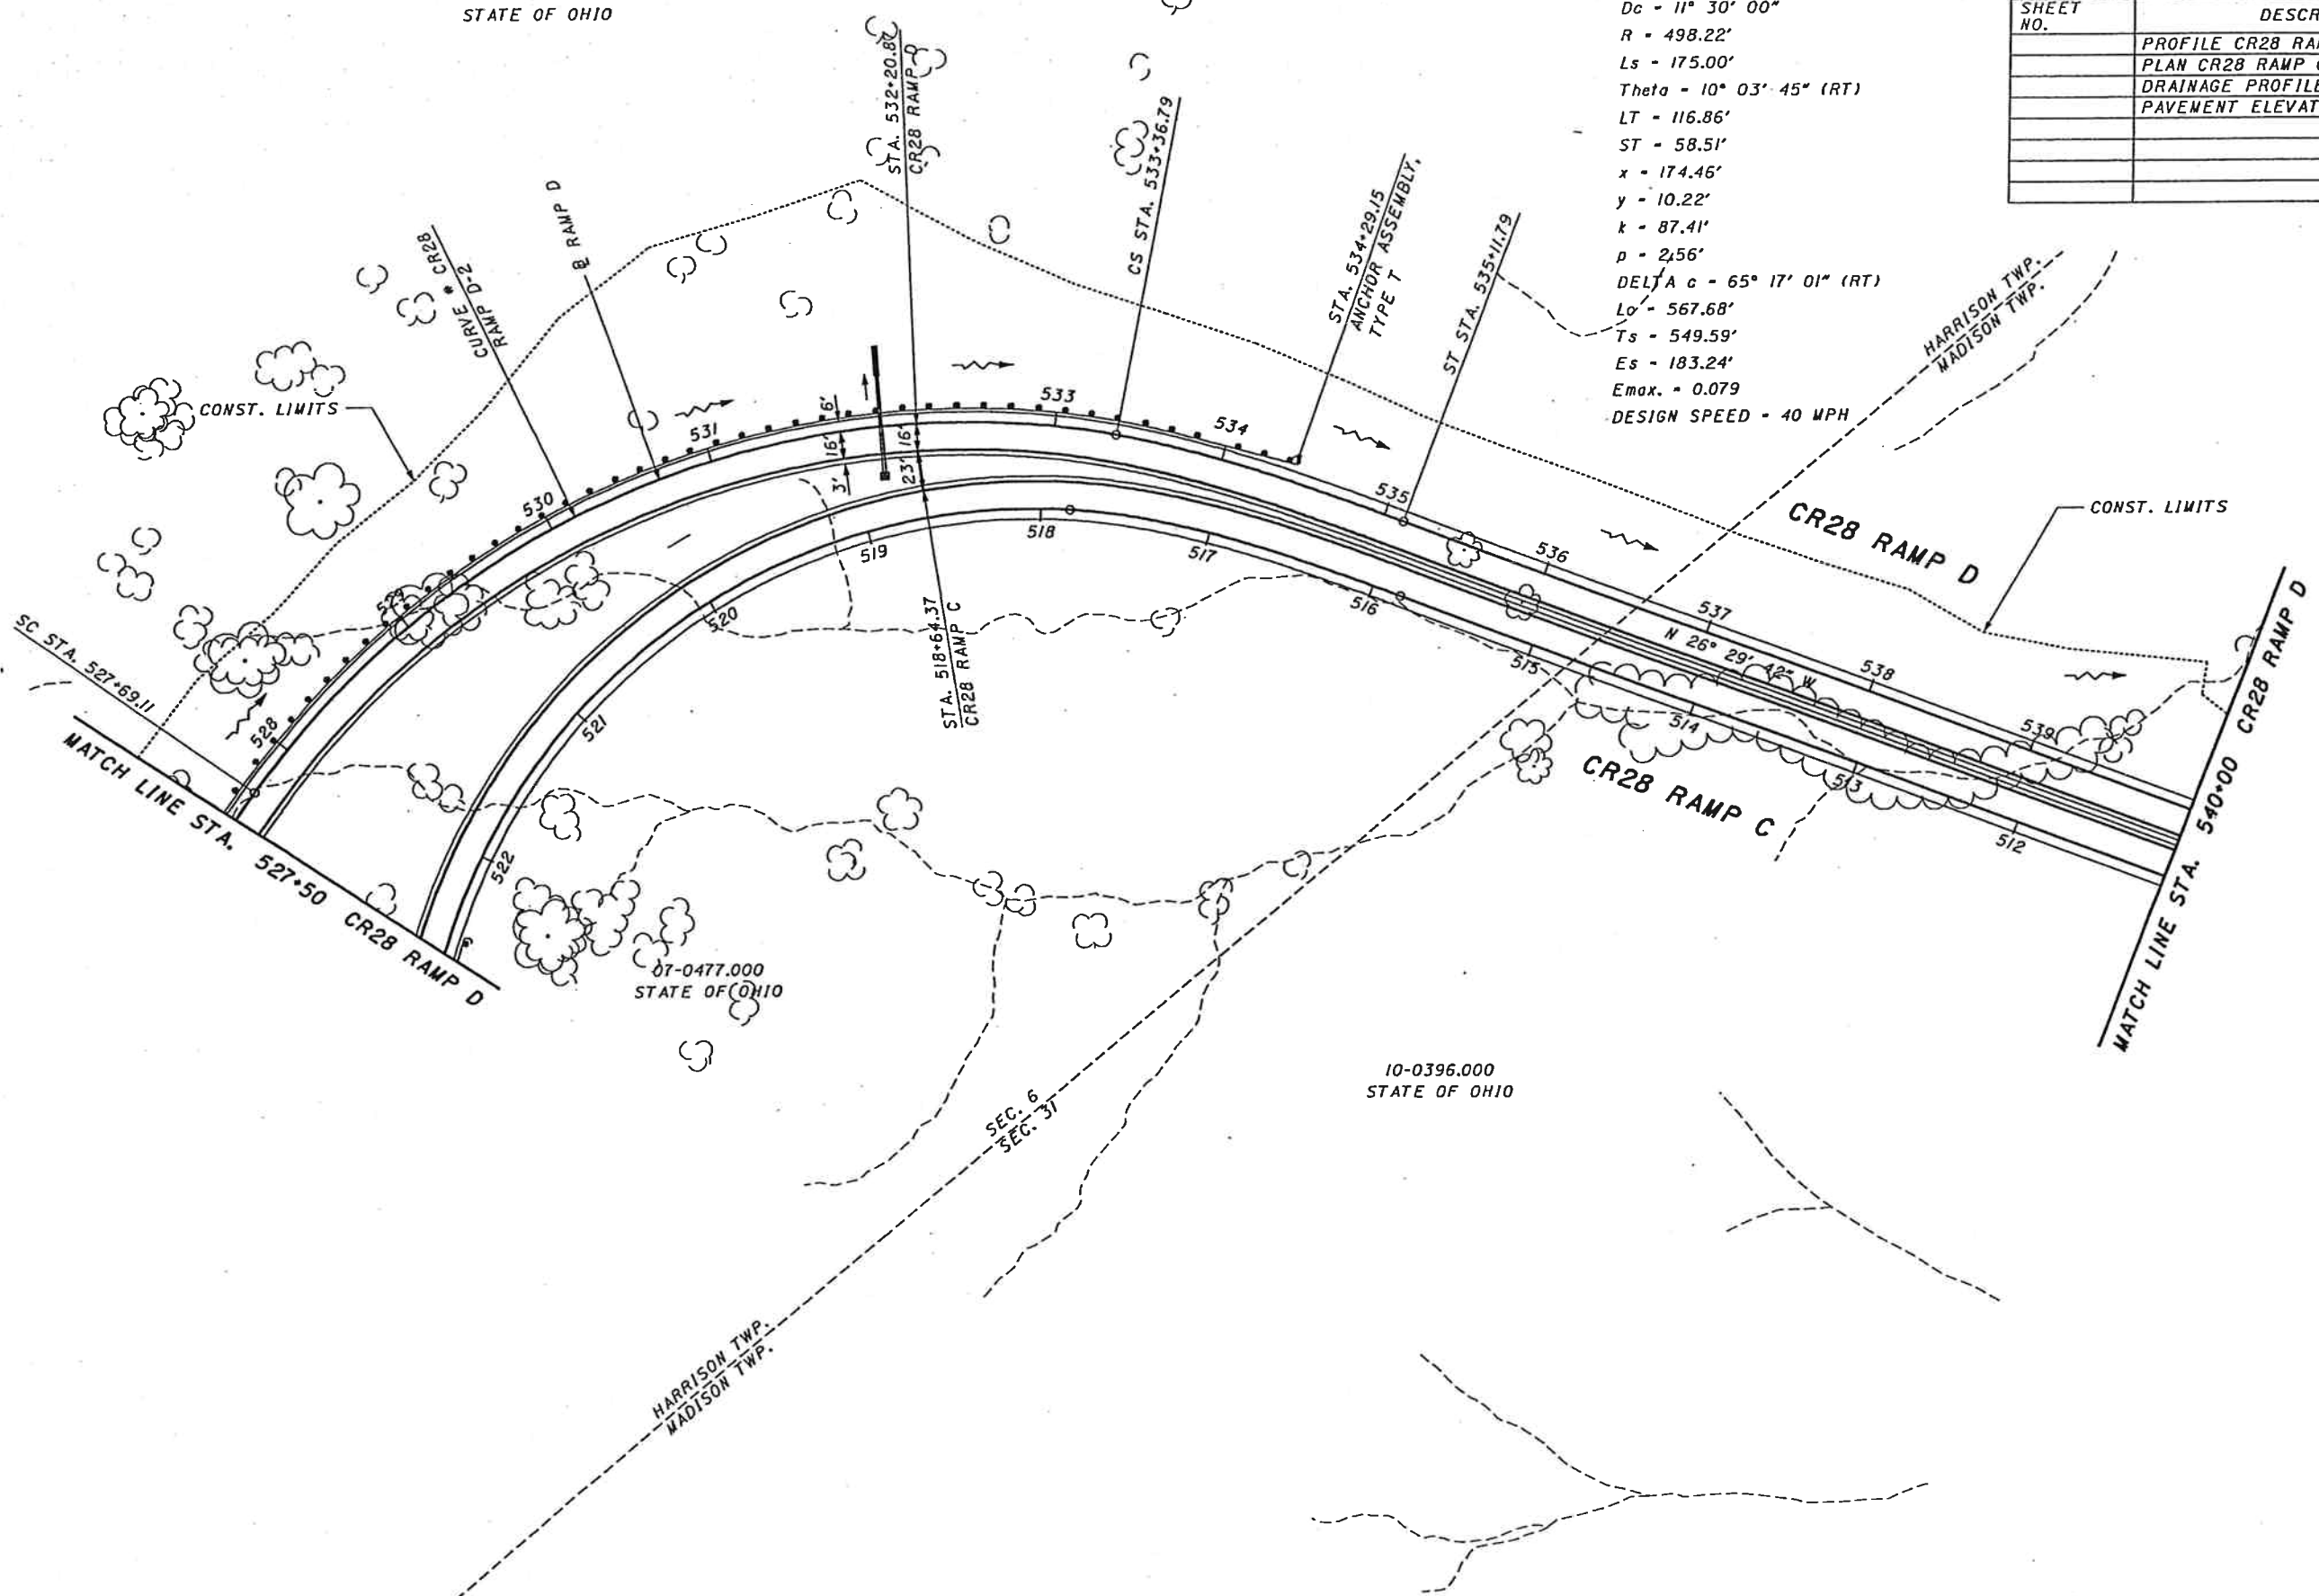 STATE OF OHIO
Dc = 11° 30' 00"
R = 498.22'
Ls = 175.00'
Theta = 10° 03' 45" (RT)
LT = 116.86'
ST = 58.51'
x = 174.46'
y = 10.22'
k = 87.41'
p = 2.56'
DELTA c = 65° 17' 01" (RT)
Lc = 567.68'
Ts = 549.59'
Es = 183.24'
Emax. = 0.079
DESIGN SPEED = 40 MPH
SHEET
NO.
DESCR
PROFILE CR28 RAM
PLAN CR28 RAMP
DRAINAGE PROFILE
PAVEMENT ELEVAT
STA. 532+20.87
CR28 RAMP D
CS STA. 533+36.79
STA. 534+29.15
ANCHOR ASSEMBLY,
TYPE T
ST STA. 535+11.79
HARRISON TWP.
MADISON TWP.
CURVE # CR28
RAMP D-2
RAMP D
CONST. LIMITS
CONST. LIMITS
528
529
530
531
533
534
535
536
537
538
539
6'
16'
16'
3'
23'
CR28 RAMP D
N 26° 29' 42" W
CR28 RAMP C
522
521
520
519
518
517
516
515
514
513
512
STA. 518+64.37
CR28 RAMP C
SC STA. 527+69.11
MATCH LINE STA. 527+50 CR28 RAMP D
MATCH LINE STA. 540+00 CR28 RAMP D
07-0477.000
STATE OF OHIO
10-0396.000
STATE OF OHIO
SEC. 6
SEC. 31
HARRISON TWP.
MADISON TWP.